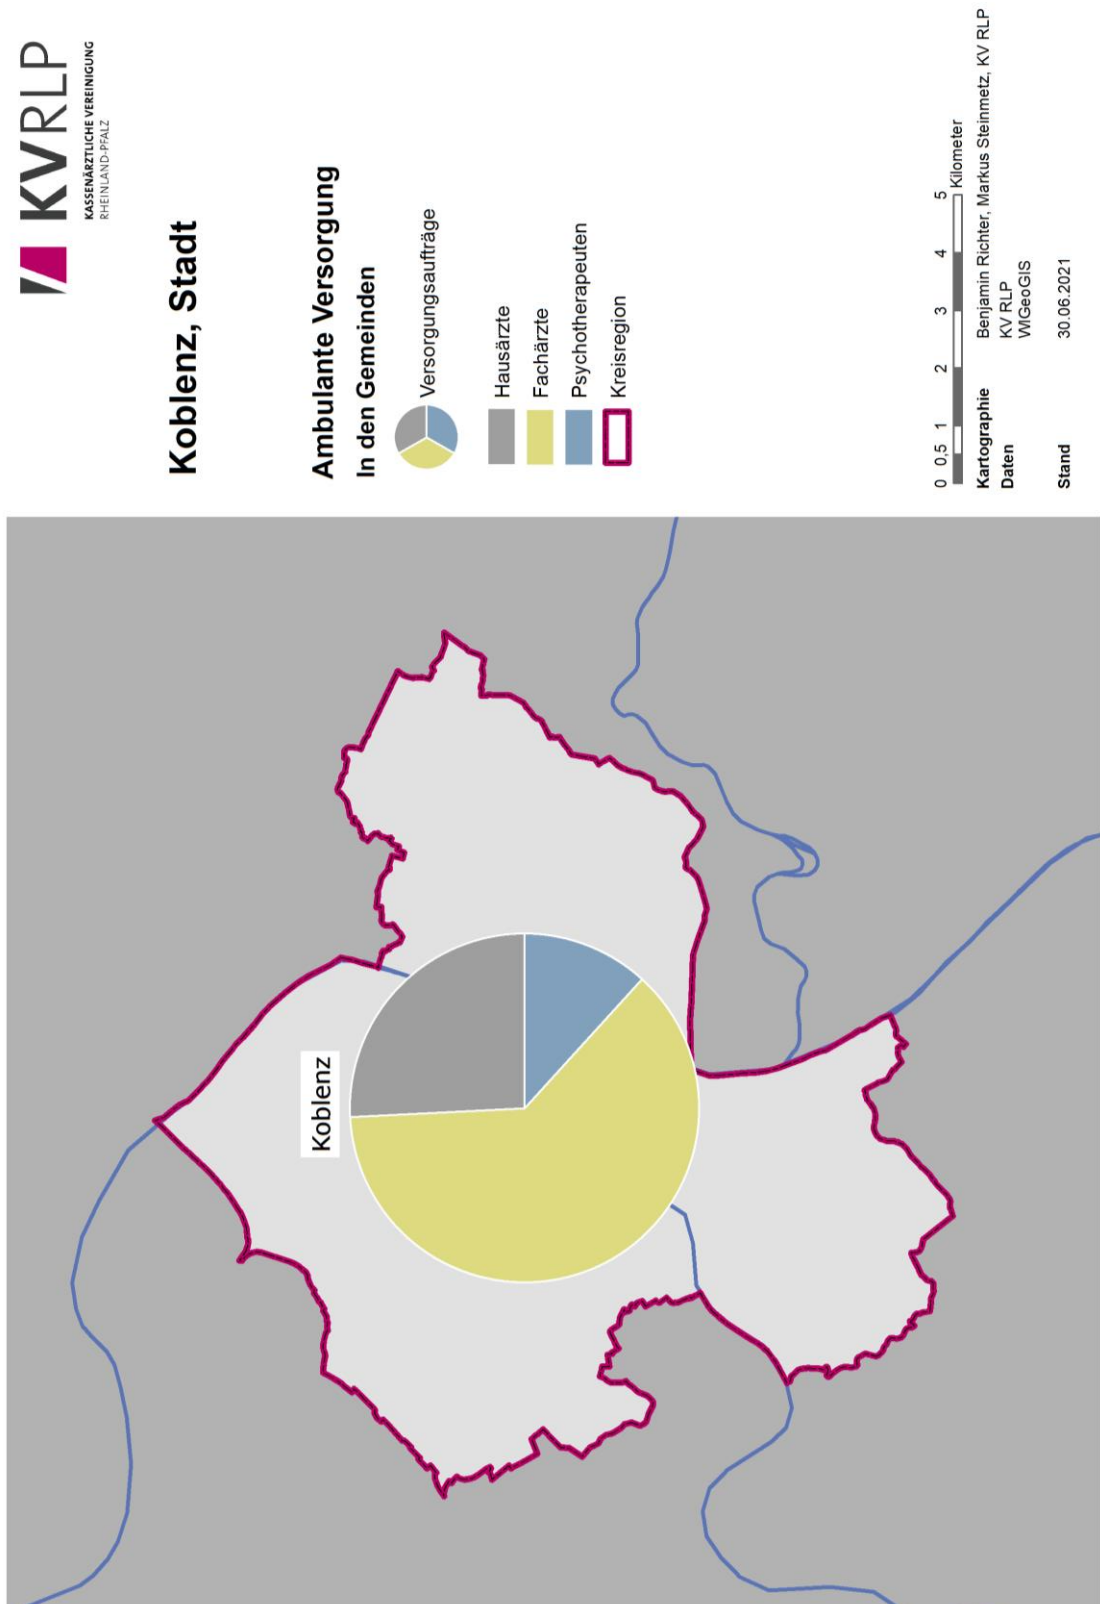 KVRLP
KASSENÄRZTLICHE VEREINIGUNG
RHEINLAND-PFALZ
Koblenz, Stadt
Ambulante Versorgung
In den Gemeinden
Versorgungsaufträge
Hausärzte
Fachärzte
Psychotherapeuten
Kreisregion
0 0,5 1 2 3 4 5
Kilometer
Kartographie Benjamin Richter, Markus Steinmetz, KV RLP
Daten KV RLP
WIGeoGIS
Stand 30.06.2021
Koblenz